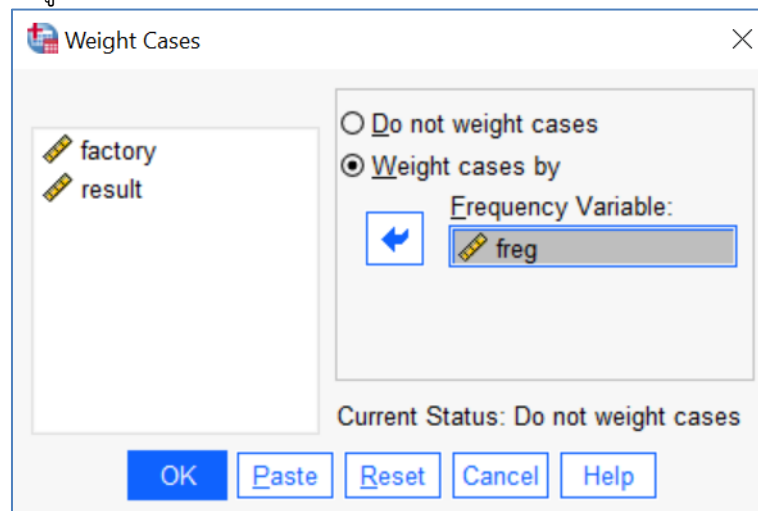 Weight Cases
factory
result
Do not weight cases
Weight cases by
Frequency Variable:
freg
Current Status: Do not weight cases
OK Paste Reset Cancel Help